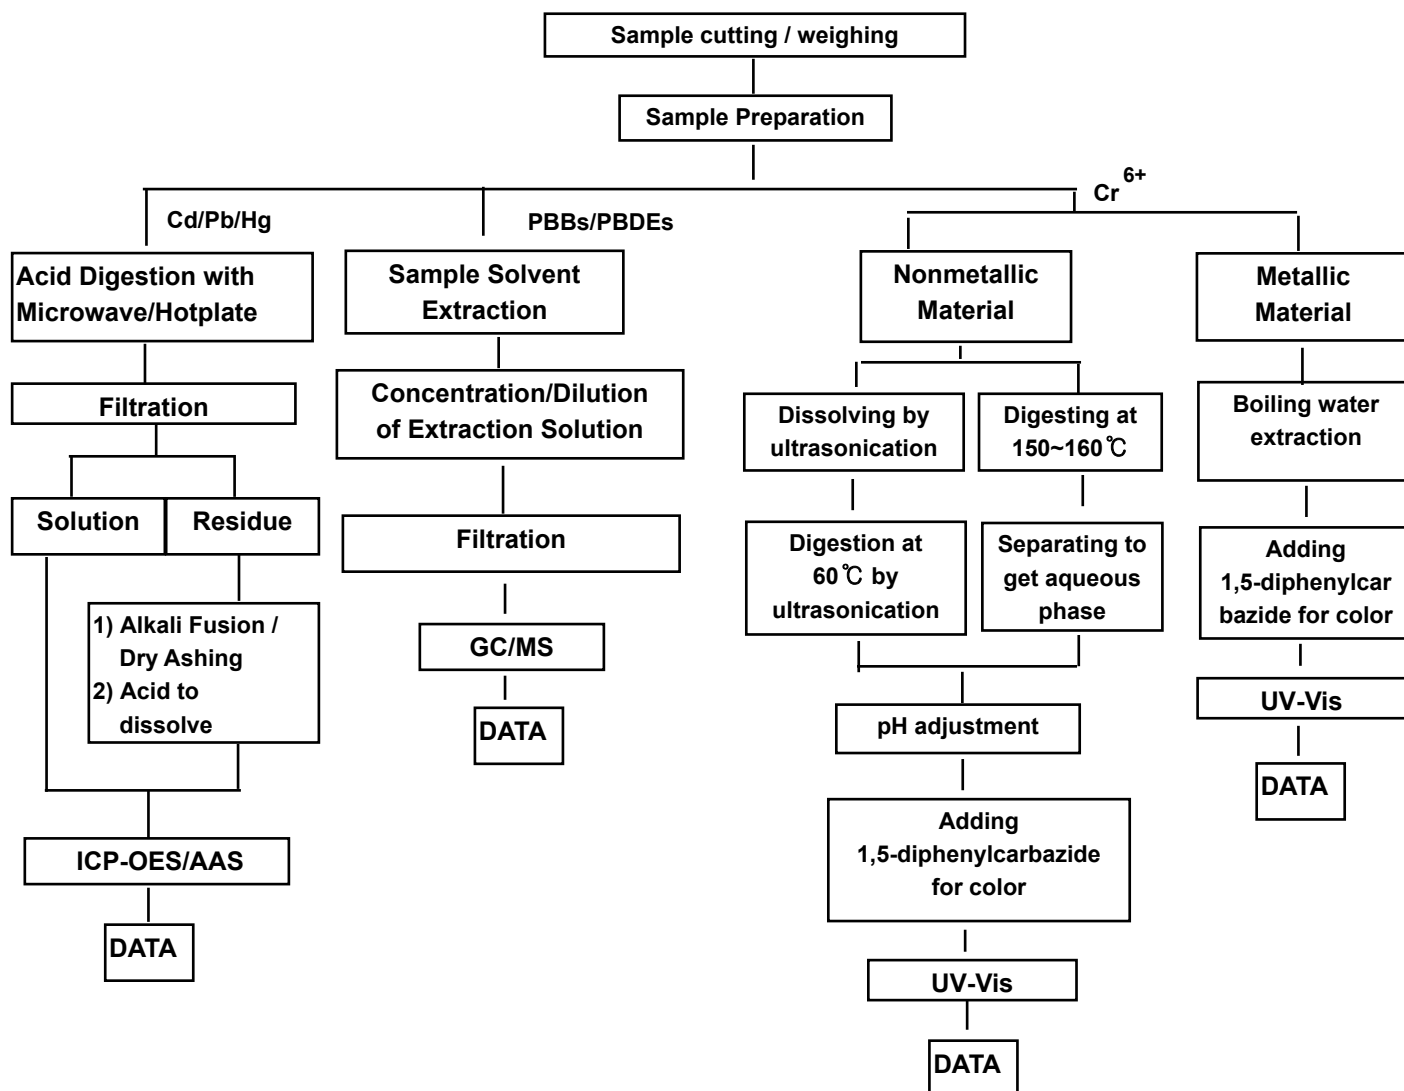 Sample cutting / weighing
Sample Preparation
Cd/Pb/Hg
PBBs/PBDEs
Cr 6+
Acid Digestion with
Microwave/Hotplate
Filtration
Solution
Residue
1) Alkali Fusion /
Dry Ashing
2) Acid to
dissolve
ICP-OES/AAS
DATA
Sample Solvent
Extraction
Concentration/Dilution
of Extraction Solution
Filtration
GC/MS
DATA
Nonmetallic
Material
Dissolving by
ultrasonication
Digestion at
60℃ by
ultrasonication
Digesting at
150~160℃
Separating to
get aqueous
phase
pH adjustment
Adding
1,5-diphenylcarbazide
for color
UV-Vis
DATA
Metallic
Material
Boiling water
extraction
Adding
1,5-diphenylcar
bazide for color
UV-Vis
DATA